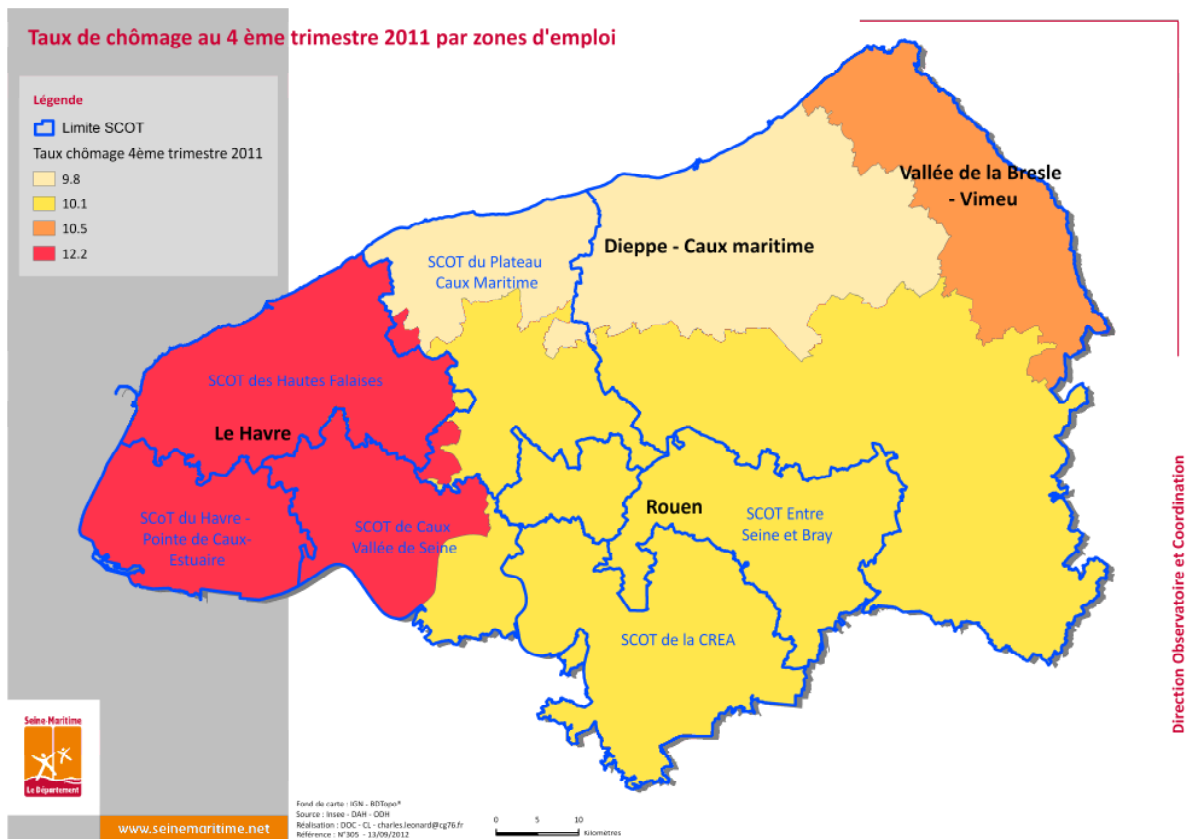 Taux de chômage au 4 ème trimestre 2011 par zones d'emploi
Légende
Limite SCOT
Taux chômage 4ème trimestre 2011
9.8
10.1
10.5
12.2
Vallée de la Bresle
- Vimeu
Dieppe - Caux maritime
SCOT du Plateau
Caux Maritime
SCOT des Hautes Falaises
Le Havre
SCoT du Havre -
Pointe de Caux-
Estuaire
SCOT de Caux
Vallée de Seine
Rouen
SCOT Entre
Seine et Bray
SCOT de la CREA
Direction Observatoire et Coordination
Seine-Maritime
Le Département
www.seinemaritime.net
Fond de carte : IGN - BDTopo®
Source : Insee - DAH - ODH
Réalisation : DOC - CL - charles.leonard@cg76.fr
Référence : N°305 - 13/09/2012
0 5 10
Kilomètres